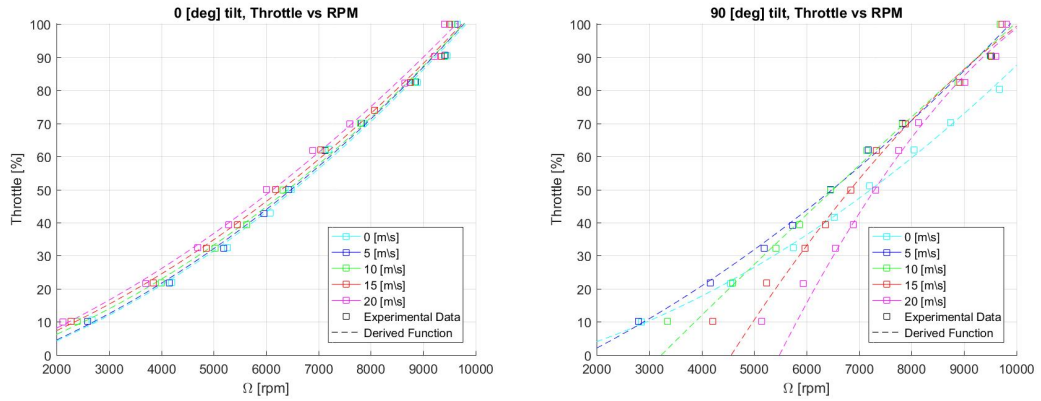 0 [deg] tilt, Throttle vs RPM
100
90
80
70
60
50
40
30
20
10
0
Throttle [%]
2000 3000 4000 5000 6000 7000 8000 9000 10000
Ω [rpm]
0 [m\s]
5 [m\s]
10 [m\s]
15 [m\s]
20 [m\s]
Experimental Data
Derived Function
90 [deg] tilt, Throttle vs RPM
100
90
80
70
60
50
40
30
20
10
0
Throttle [%]
2000 3000 4000 5000 6000 7000 8000 9000 10000
Ω [rpm]
0 [m\s]
5 [m\s]
10 [m\s]
15 [m\s]
20 [m\s]
Experimental Data
Derived Function